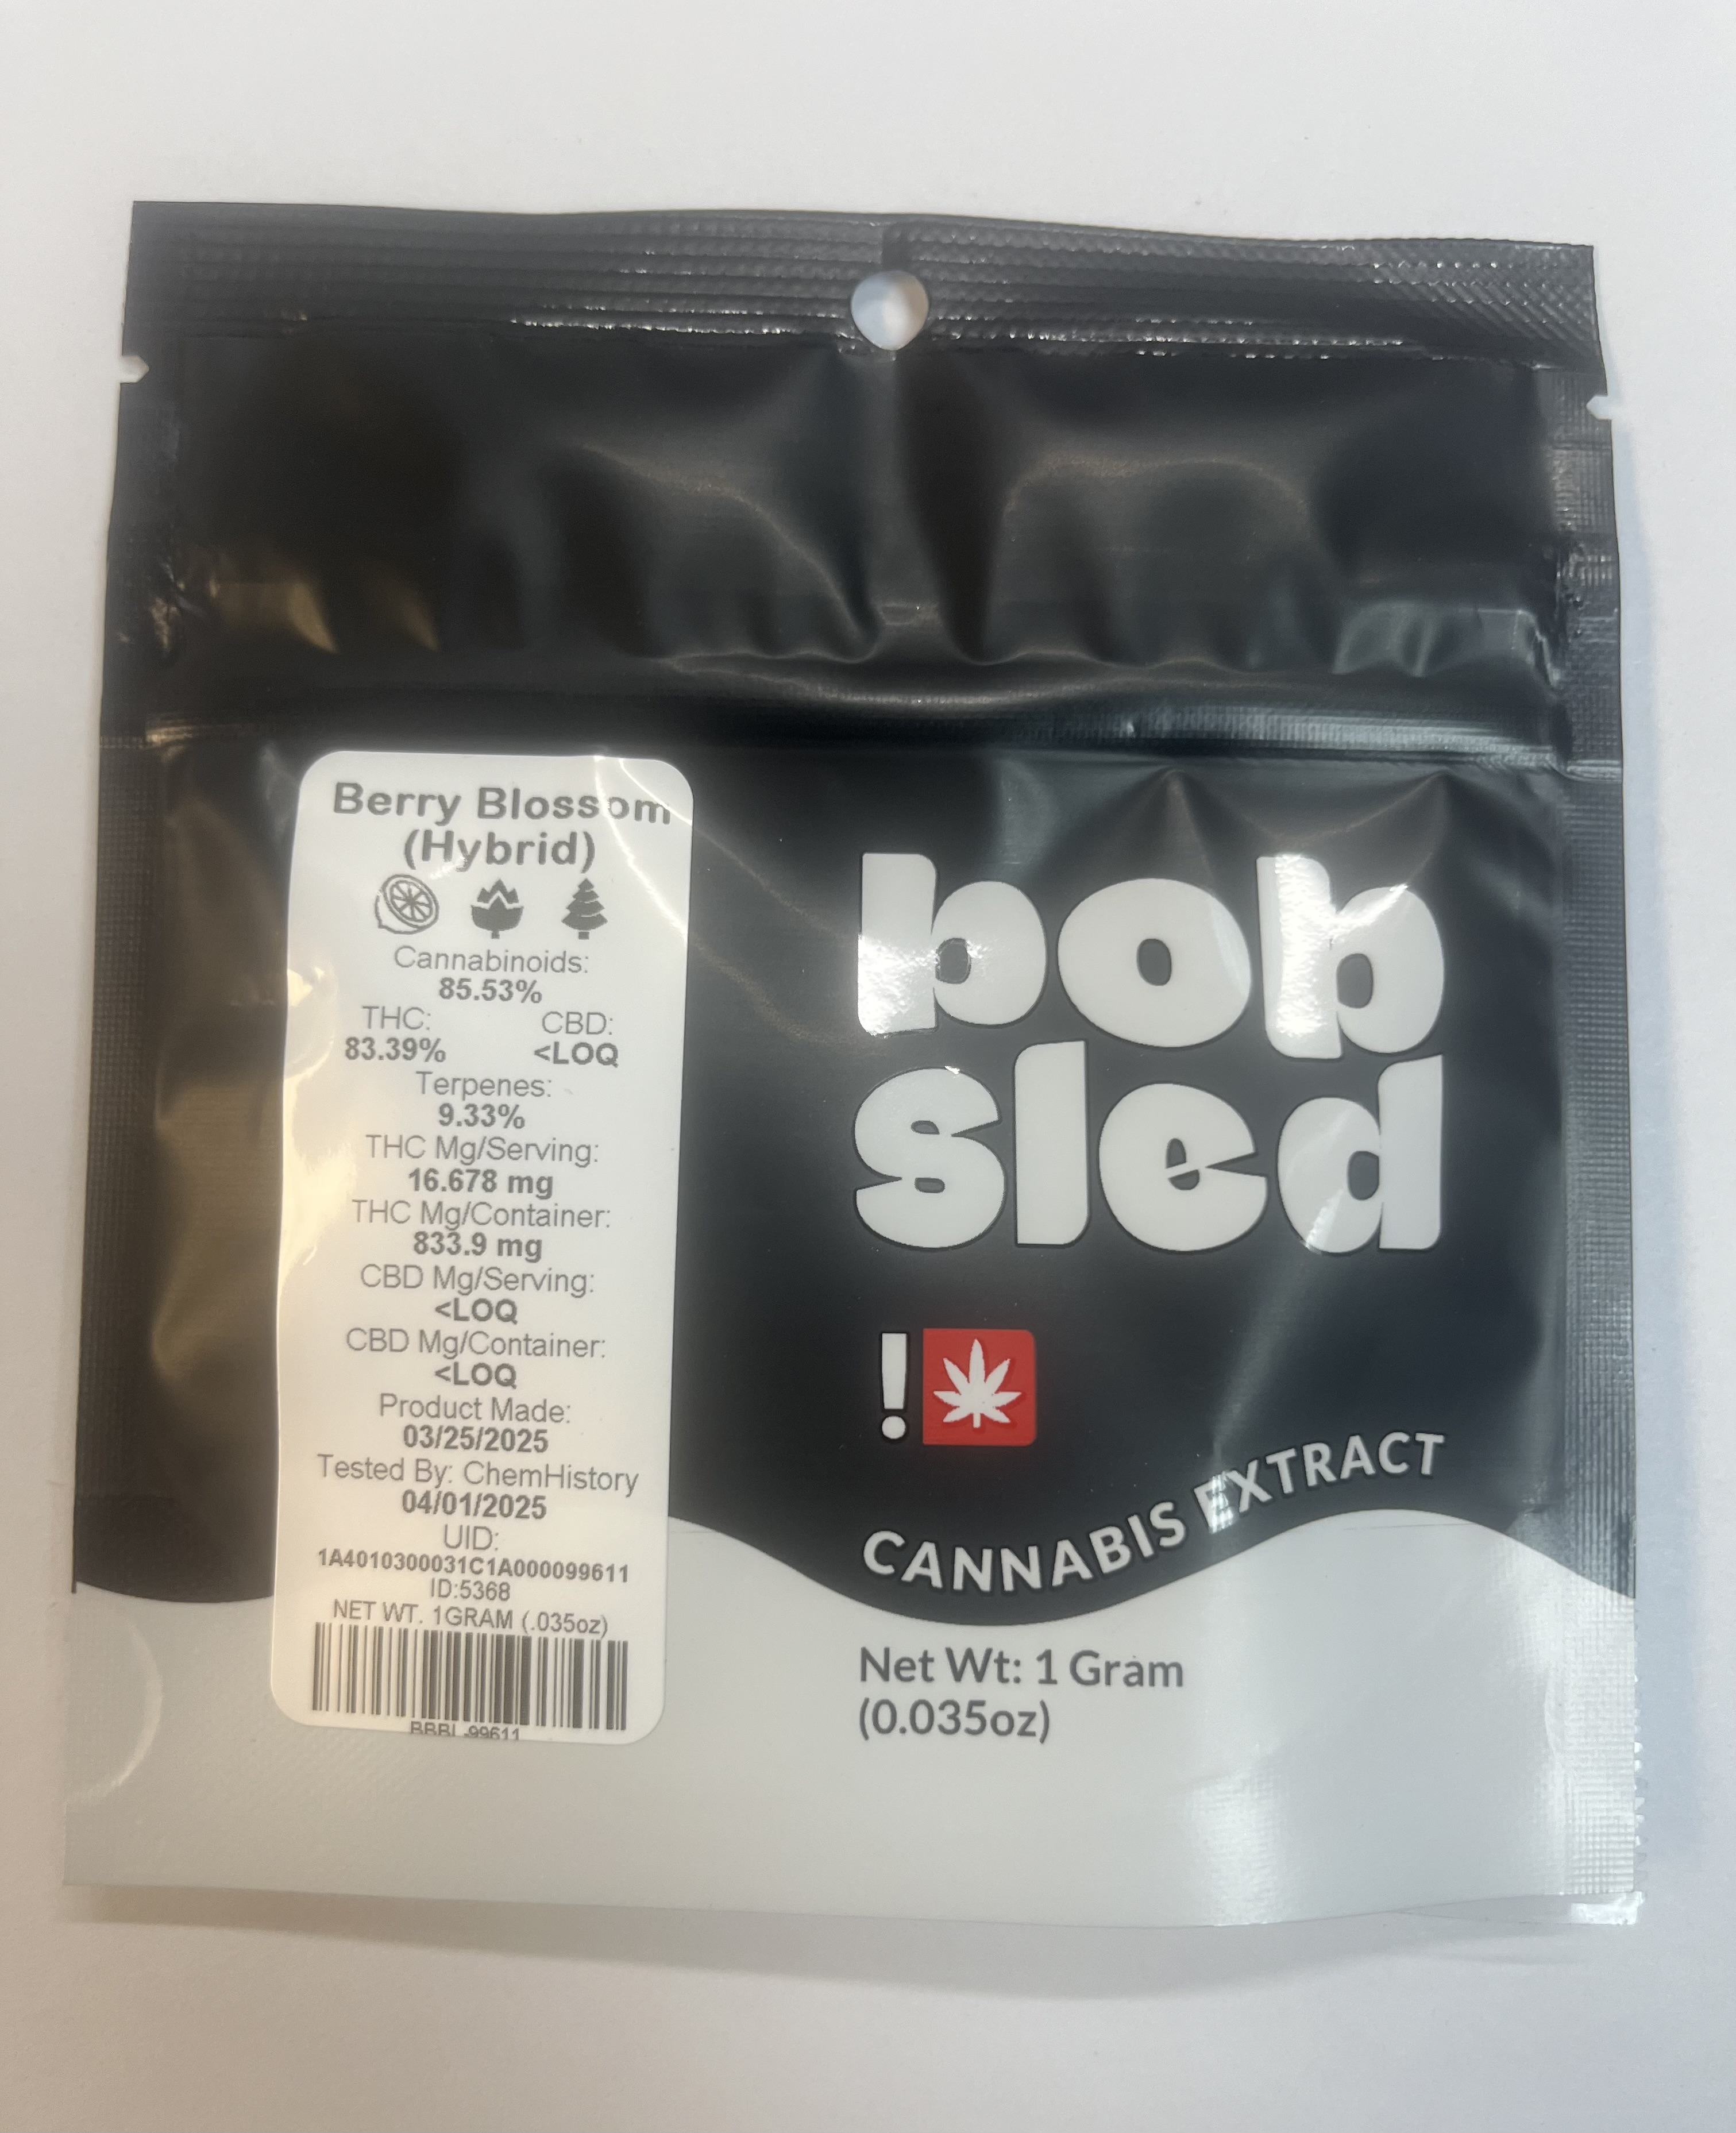 Berry Blossom
(Hybrid)
Cannabinoids:
85.53%
THC: CBD:
83.39% <LOQ
Terpenes:
9.33%
THC Mg/Serving:
16.678 mg
THC Mg/Container:
833.9 mg
CBD Mg/Serving:
<LOQ
CBD Mg/Container:
<LOQ
Product Made:
03/25/2025
Tested By: ChemHistory
04/01/2025
UID:
1A4010300031C1A000099611
ID:5368
NET WT. 1GRAM (.035oz)
BBBL-99611
bob
sled
!
CANNABIS EXTRACT
Net Wt: 1 Gram
(0.035oz)